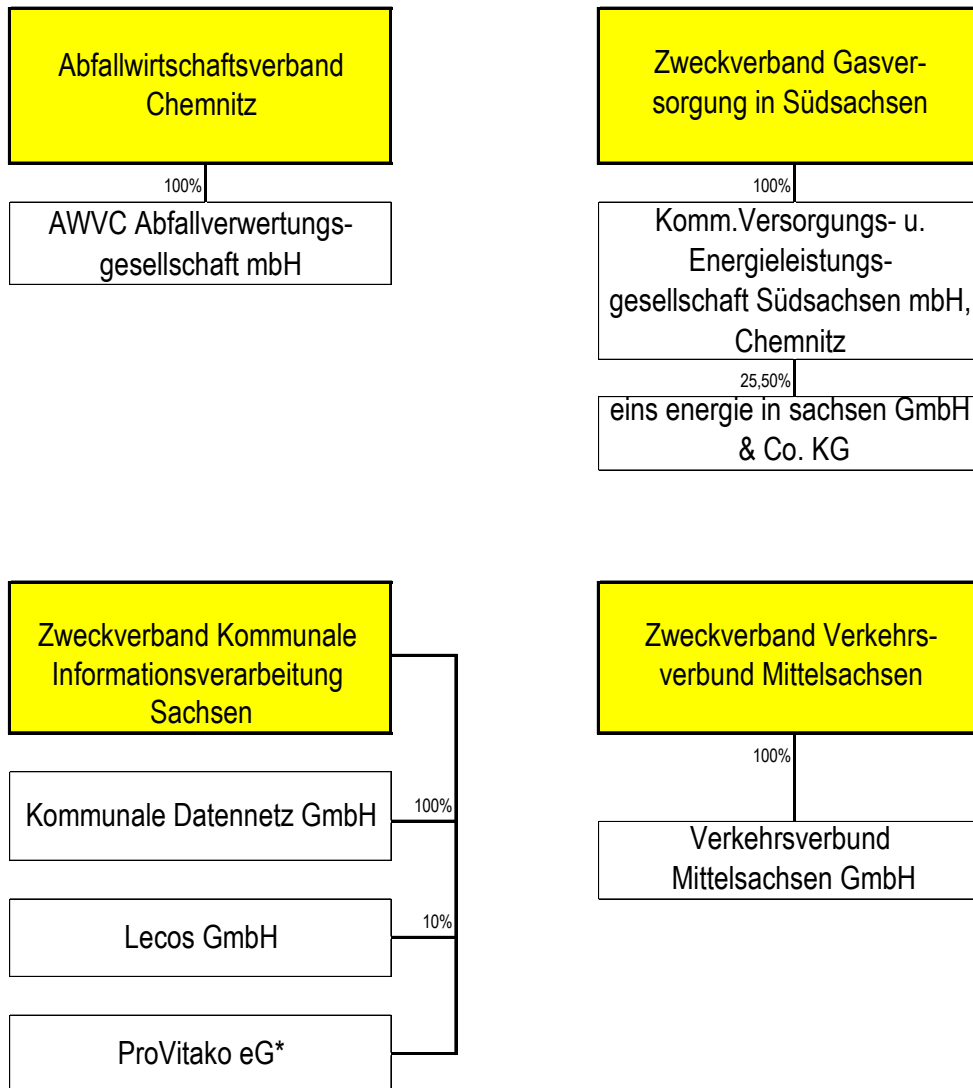 Abfallwirtschaftsverband
Chemnitz
100%
AWVC Abfallverwertungs-
gesellschaft mbH
Zweckverband Gasver-
sorgung in Südsachsen
100%
Komm.Versorgungs- u.
Energieleistungs-
gesellschaft Südsachsen mbH,
Chemnitz
25,50%
eins energie in sachsen GmbH
& Co. KG
Zweckverband Kommunale
Informationsverarbeitung
Sachsen
Kommunale Datennetz GmbH
100%
Lecos GmbH
10%
ProVitako eG*
Zweckverband Verkehrs-
verbund Mittelsachsen
100%
Verkehrsverbund
Mittelsachsen GmbH